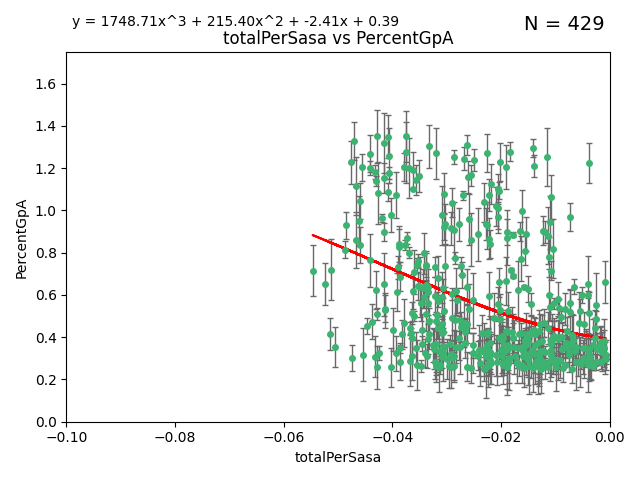 y = 1748.71x^3 + 215.40x^2 + -2.41x + 0.39
N = 429
totalPerSasa vs PercentGpA
PercentGpA
1.6
1.4
1.2
1.0
0.8
0.6
0.4
0.2
0.0
−0.10 −0.08 −0.06 −0.04 −0.02 0.00
totalPerSasa